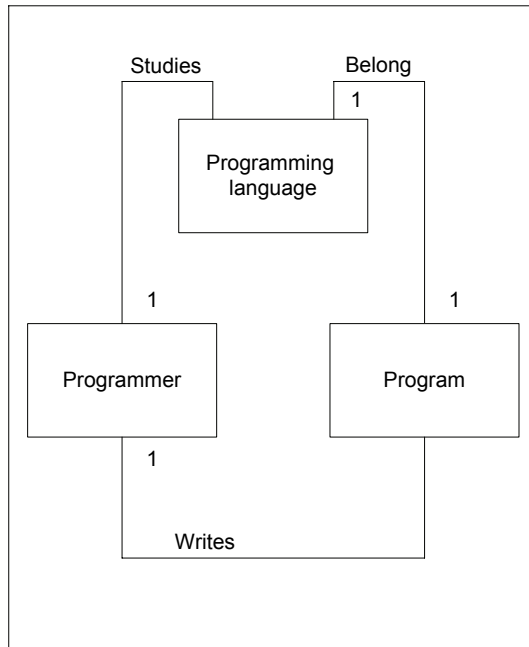 Studies
Belong
1
Programming
language
1
1
Programmer
Program
1
Writes